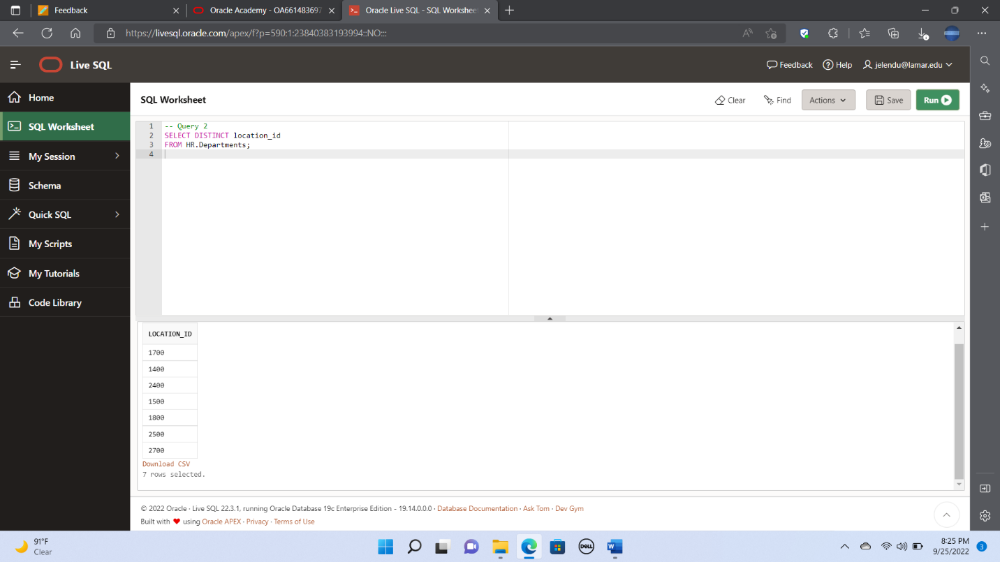 Feedback
Oracle Academy - OA661483697
Oracle Live SQL - SQL Workshee
https://livesql.oracle.com/apex/f?p=590:1:23840383193994::NO:::
Live SQL
Feedback
Help
jelendu@lamar.edu
Home
SQL Worksheet
My Session
Schema
Quick SQL
My Scripts
My Tutorials
Code Library
SQL Worksheet
Clear
Find
Actions
Save
Run
1 -- Query 2
2 SELECT DISTINCT location_id
3 FROM HR.Departments;
4
LOCATION_ID
1700
1400
2400
1500
1800
2500
2700
Download CSV
7 rows selected.
© 2022 Oracle · Live SQL 22.3.1, running Oracle Database 19c Enterprise Edition - 19.14.0.0.0 · Database Documentation · Ask Tom · Dev Gym
Built with ❤ using Oracle APEX · Privacy · Terms of Use
91°F
Clear
DELL
8:25 PM
9/25/2022
3